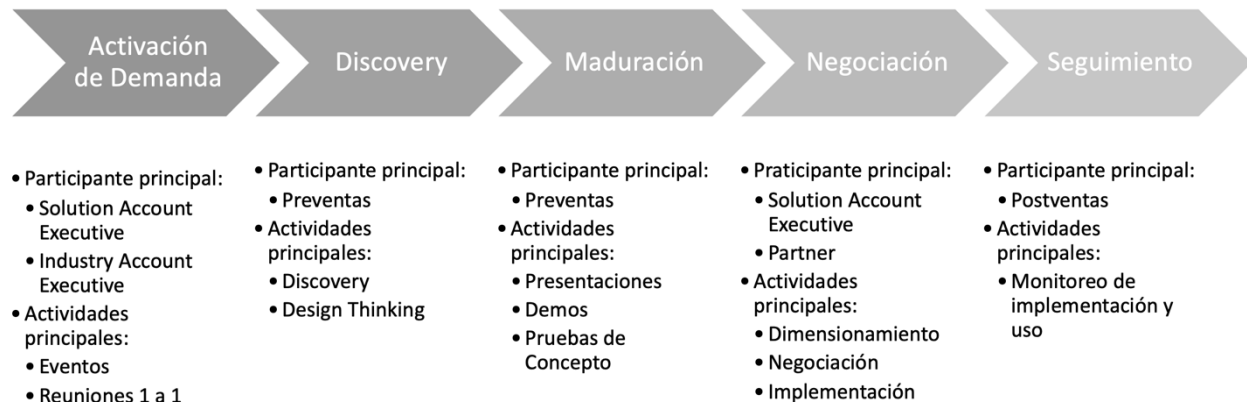 Activación
de Demanda
Discovery
Maduración
Negociación
Seguimiento
• Participante principal:
• Solution Account
Executive
• Industry Account
Executive
• Actividades
principales:
• Eventos
• Reuniones 1 a 1
• Participante principal:
• Preventas
• Actividades
principales:
• Discovery
• Design Thinking
• Participante principal:
• Preventas
• Actividades
principales:
• Presentaciones
• Demos
• Pruebas de
Concepto
• Praticipante principal:
• Solution Account
Executive
• Partner
• Actividades
principales:
• Dimensionamiento
• Negociación
• Implementación
• Participante principal:
• Postventas
• Actividades
principales:
• Monitoreo de
implementación y
uso